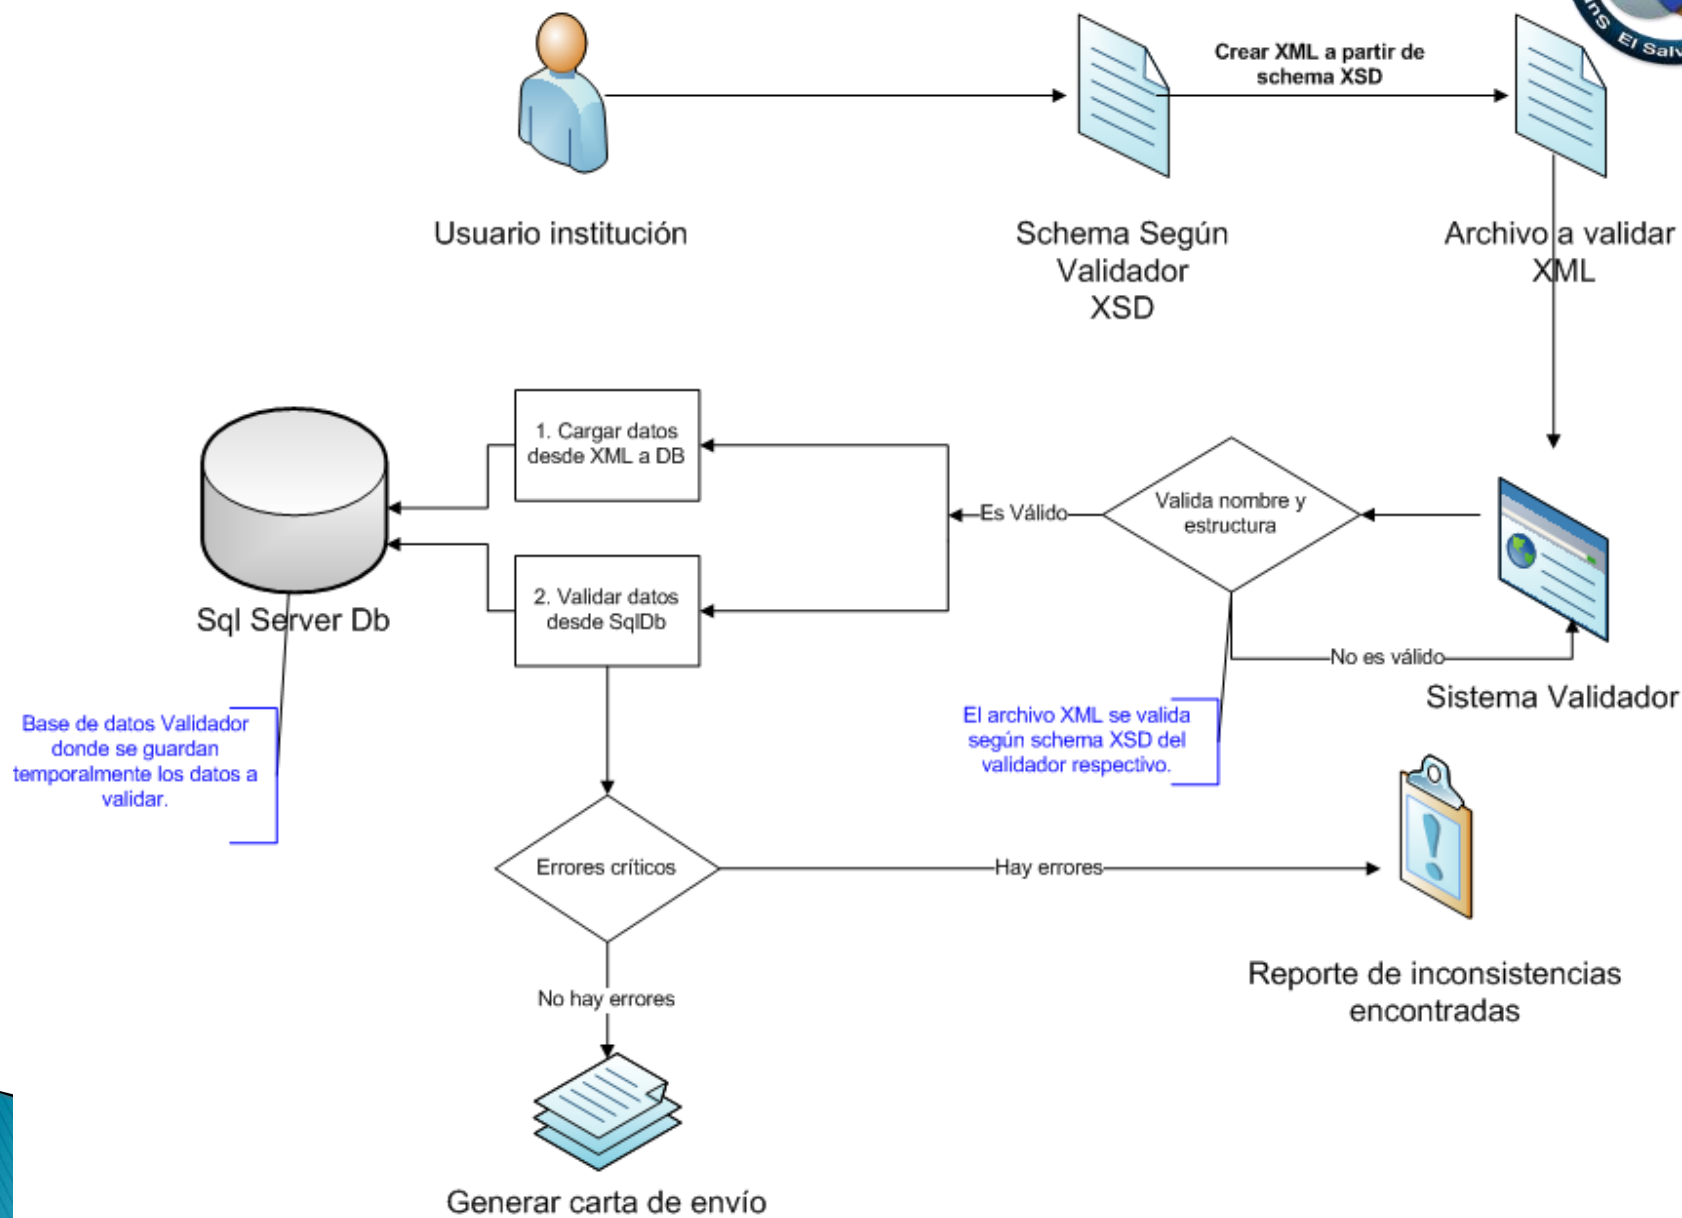 El Salv
Crear XML a partir de
schema XSD
Usuario institución
Schema Según
Validador
XSD
Archivo a validar
XML
1. Cargar datos
desde XML a DB
Es Válido
Valida nombre y
estructura
2. Validar datos
desde SqlDb
Sql Server Db
No es válido
Sistema Validador
Base de datos Validador
donde se guardan
temporalmente los datos a
validar.
El archivo XML se valida
según schema XSD del
validador respectivo.
Errores críticos
Hay errores
Reporte de inconsistencias
encontradas
No hay errores
Generar carta de envío